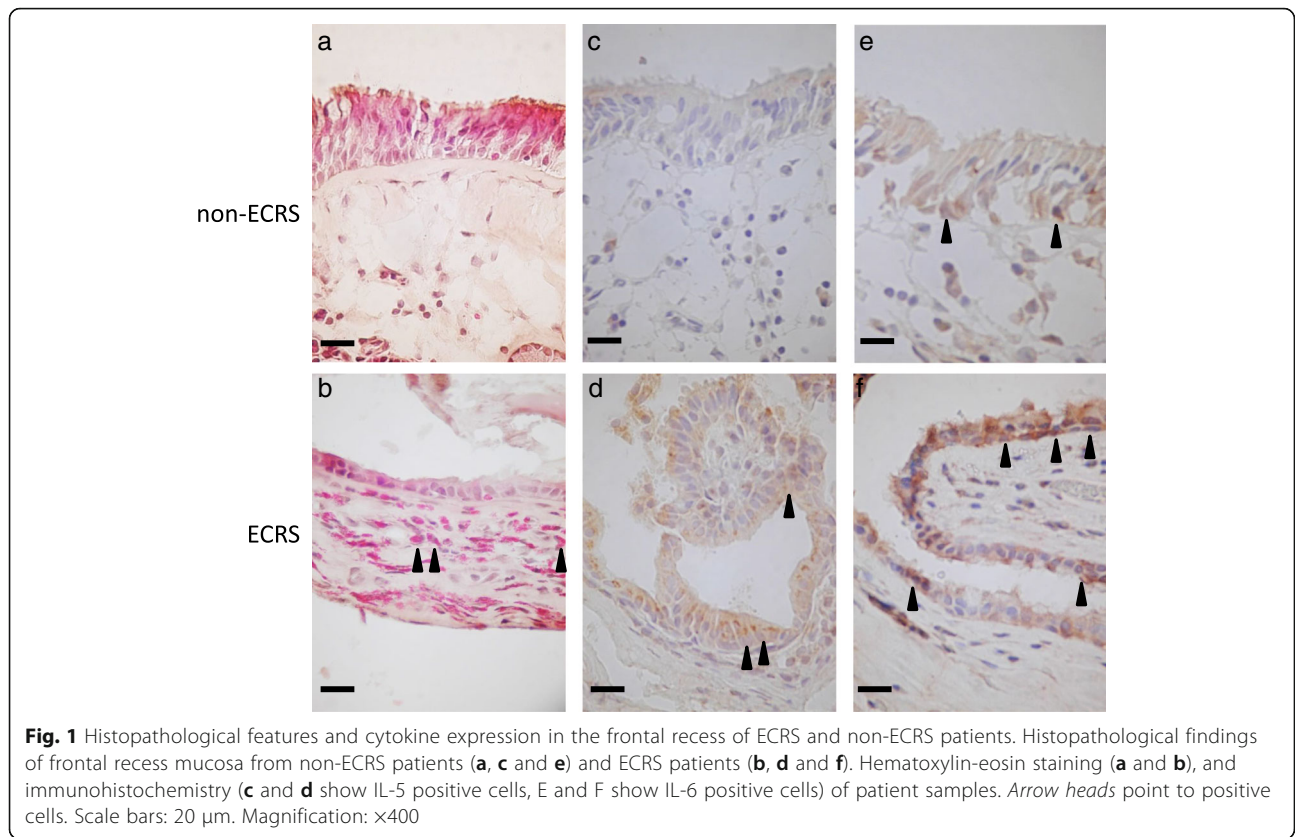 a
c
e
non-ECRS
b
d
f
ECRS
Fig. 1 Histopathological features and cytokine expression in the frontal recess of ECRS and non-ECRS patients. Histopathological findings
of frontal recess mucosa from non-ECRS patients (a, c and e) and ECRS patients (b, d and f). Hematoxylin-eosin staining (a and b), and
immunohistochemistry (c and d show IL-5 positive cells, E and F show IL-6 positive cells) of patient samples. Arrow heads point to positive
cells. Scale bars: 20 μm. Magnification: ×400